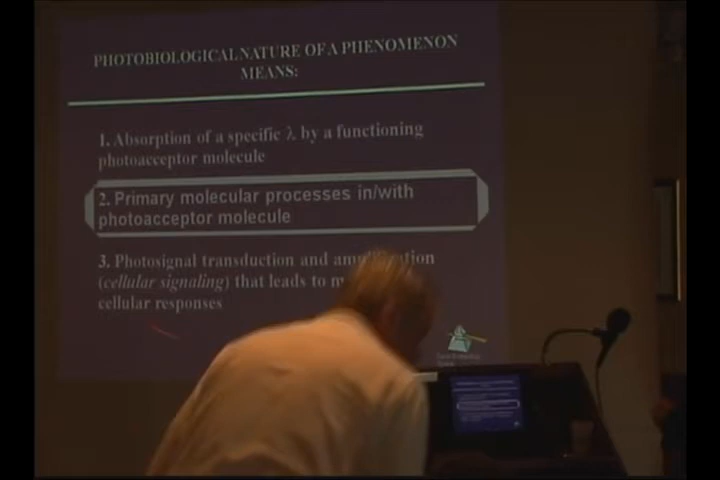 PHOTOBIOLOGICAL NATURE OF A PHENOMENON
MEANS:
1. Absorption of a specific λ by a functioning
photoacceptor molecule
2. Primary molecular processes in/with
photoacceptor molecule
3. Photosignal transduction and
(cellular signaling) that leads to
cellular responses